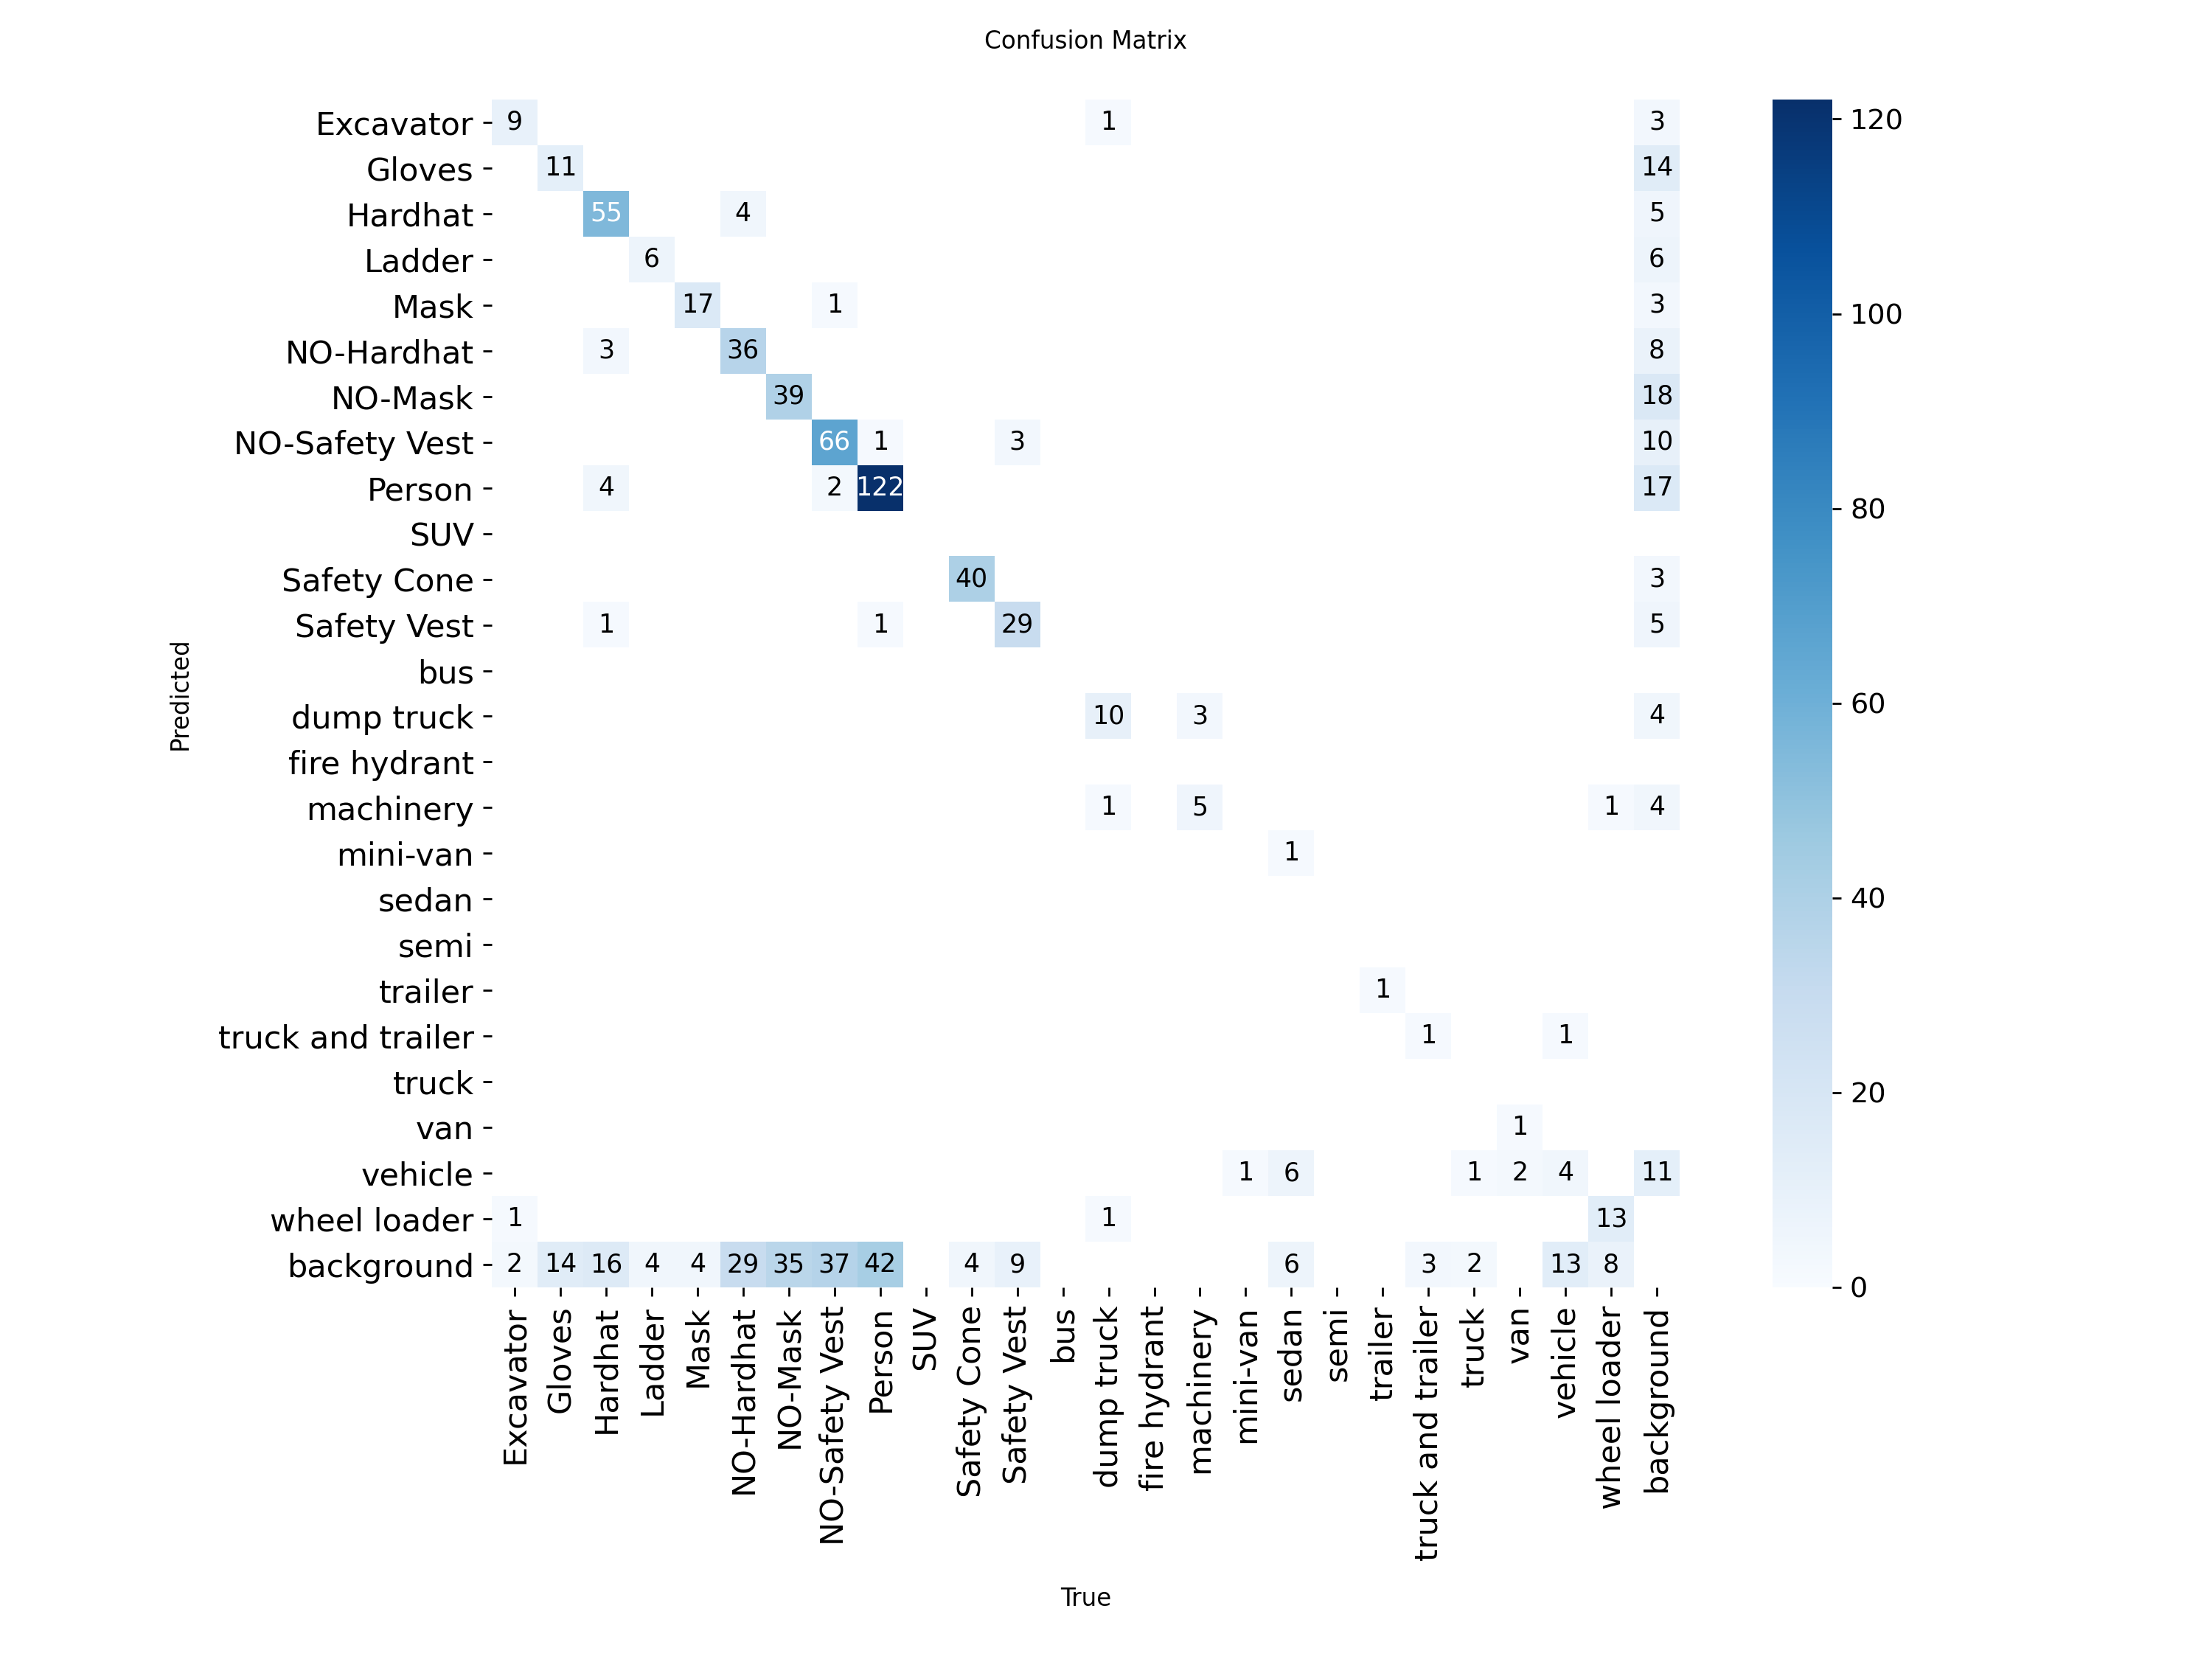 Confusion Matrix
Excavator 9 1 3
Gloves 11 14
Hardhat 55 4 5
Ladder 6 6
Mask 17 1 3
NO-Hardhat 3 36 8
NO-Mask 39 18
NO-Safety Vest 66 1 3 10
Person 4 2 122 17
SUV
Safety Cone 40 3
Safety Vest 1 1 29 5
bus
dump truck 10 3 4
fire hydrant
machinery 1 5 1 4
mini-van 1
sedan
semi
trailer 1
truck and trailer 1 1
truck
van 1
vehicle 1 6 1 2 4 11
wheel loader 1 1 13
background 2 14 16 4 4 29 35 37 42 4 9 6 3 2 13 8
Predicted
Excavator
Gloves
Hardhat
Ladder
Mask
NO-Hardhat
NO-Mask
NO-Safety Vest
Person
SUV
Safety Cone
Safety Vest
bus
dump truck
fire hydrant
machinery
mini-van
sedan
semi
trailer
truck and trailer
truck
van
vehicle
wheel loader
background
True
120
100
80
60
40
20
0